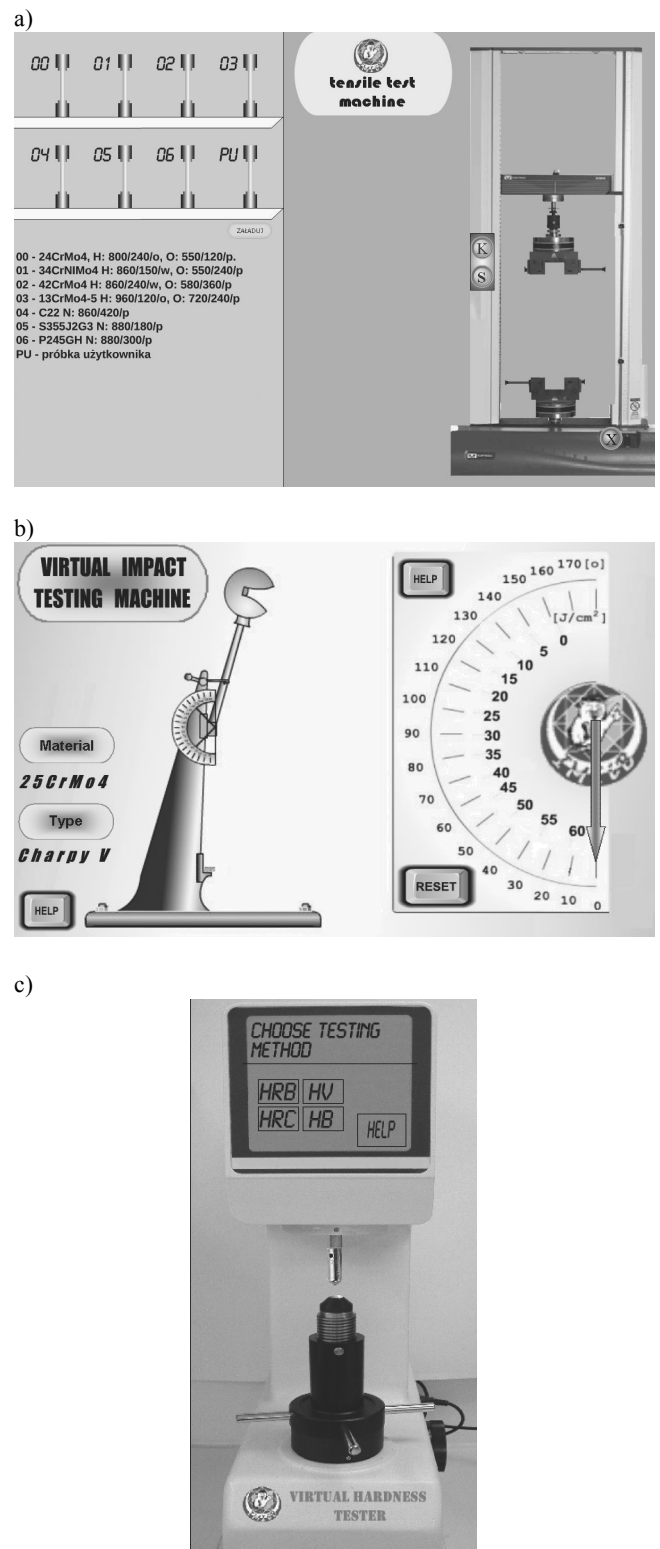 a)
00 01 02 03
04 05 06 PU
ZAŁADUJ
00 - 24CrMo4, H: 800/240/o, O: 550/120/p.
01 - 34CrNIMo4 H: 860/150/w, O: 550/240/p
02 - 42CrMo4 H: 860/240/w, O: 580/360/p
03 - 13CrMo4-5 H: 960/120/o, O: 720/240/p
04 - C22 N: 860/420/p
05 - S355J2G3 N: 880/180/p
06 - P245GH N: 880/300/p
PU - próbka użytkownika
tensile test
machine
K
S
X
b)
VIRTUAL IMPACT
TESTING MACHINE
Material
25CrMo4
Type
Charpy V
HELP
HELP
170 [o]
160
150
140
130
120
110
100
90
80
70
60
50
40
30
20
10
0
[J/cm²]
0
5
10
15
20
25
30
35
40
45
50
55
60
RESET
c)
CHOOSE TESTING
METHOD
HRB HV
HRC HB
HELP
VIRTUAL HARDNESS
TESTER